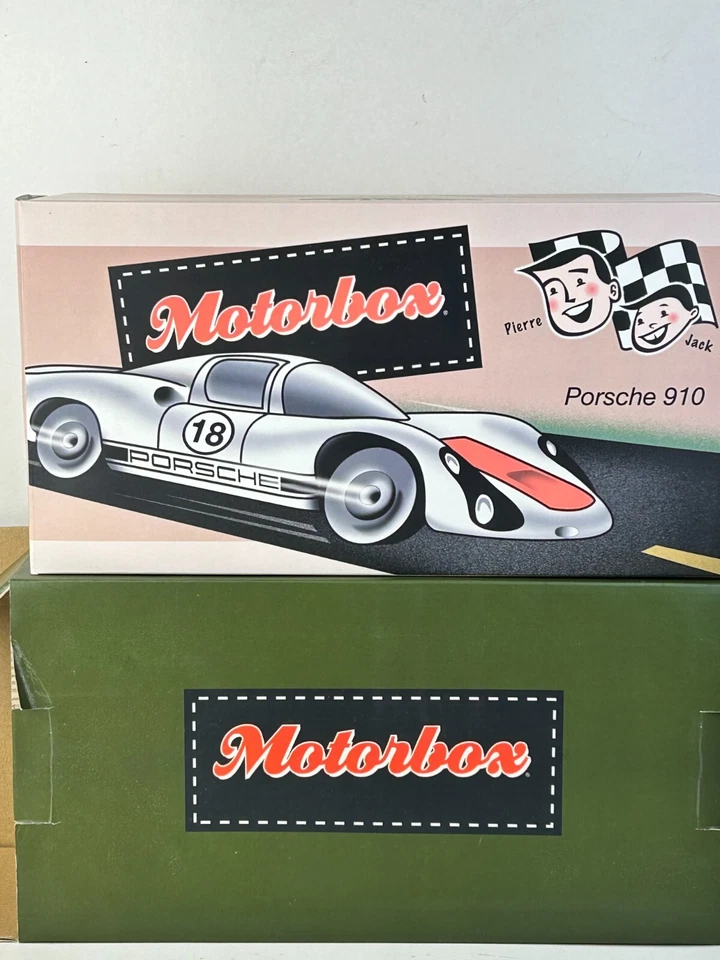 Motorbox
Pierre
Jack
Porsche 910
18
PORSCHE
Motorbox